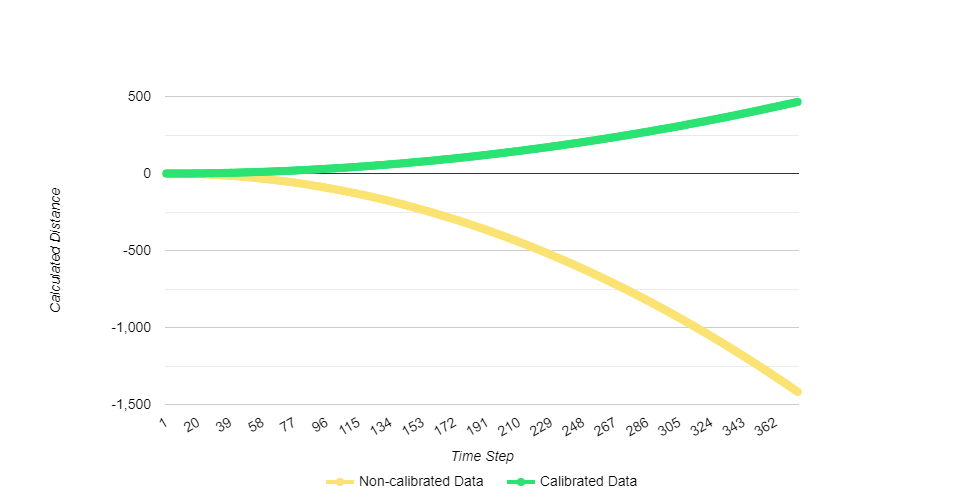 500
0
-500
-1,000
-1,500
Calculated Distance
1 20 39 58 77 96 115 134 153 172 191 210 229 248 267 286 305 324 343 362
Time Step
Non-calibrated Data Calibrated Data